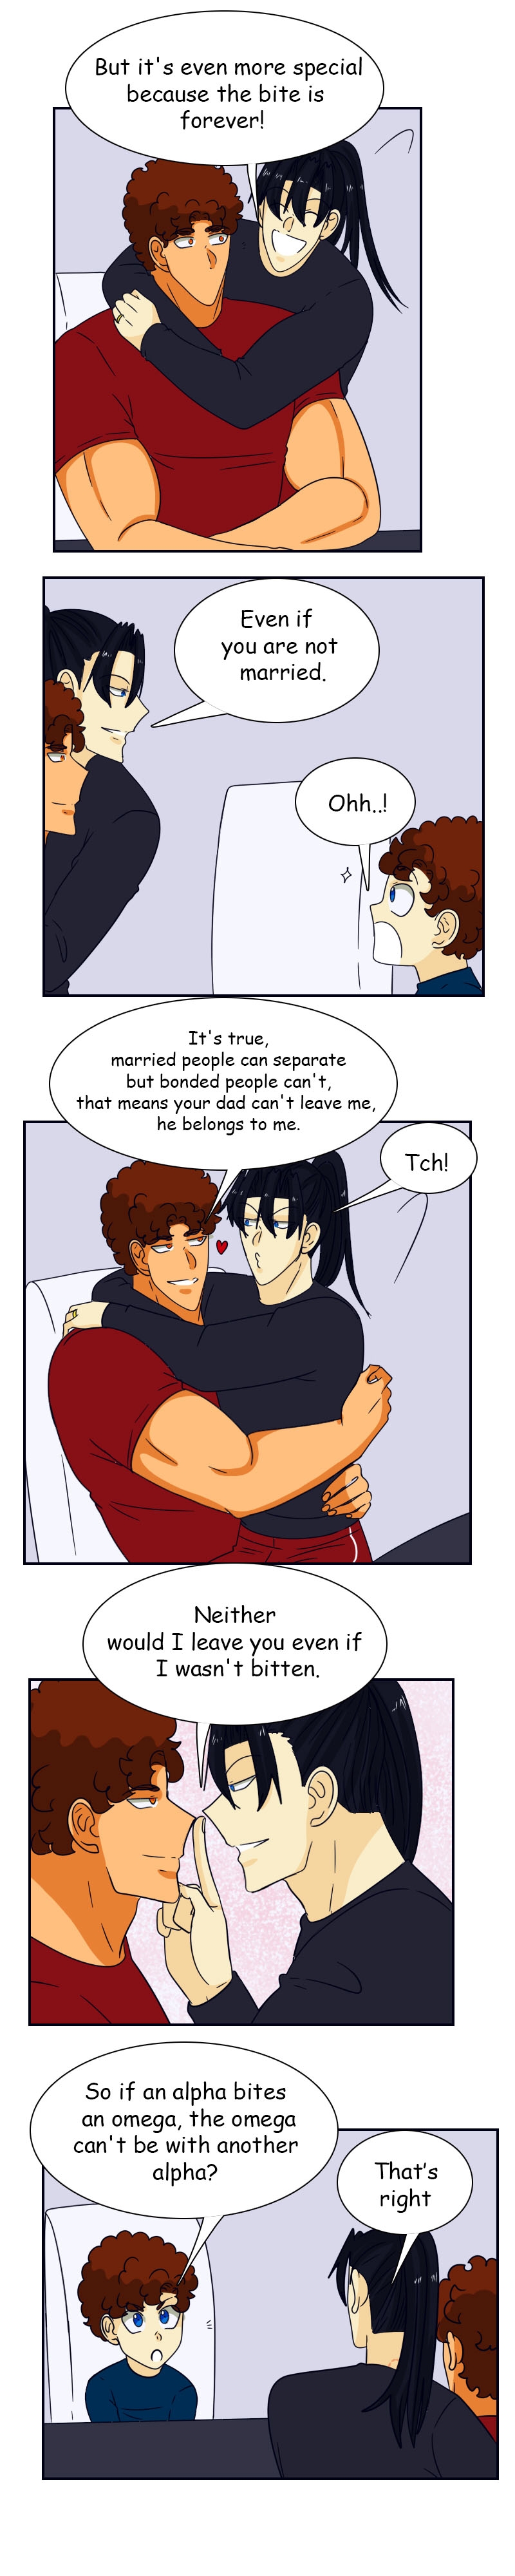 But it's even more special
because the bite is
forever!
Even if
you are not
married.
Ohh..!
It's true,
married people can separate
but bonded people can't,
that means your dad can't leave me,
he belongs to me.
Tch!
Neither
would I leave you even if
I wasn't bitten.
So if an alpha bites
an omega, the omega
can't be with another
alpha?
That's
right